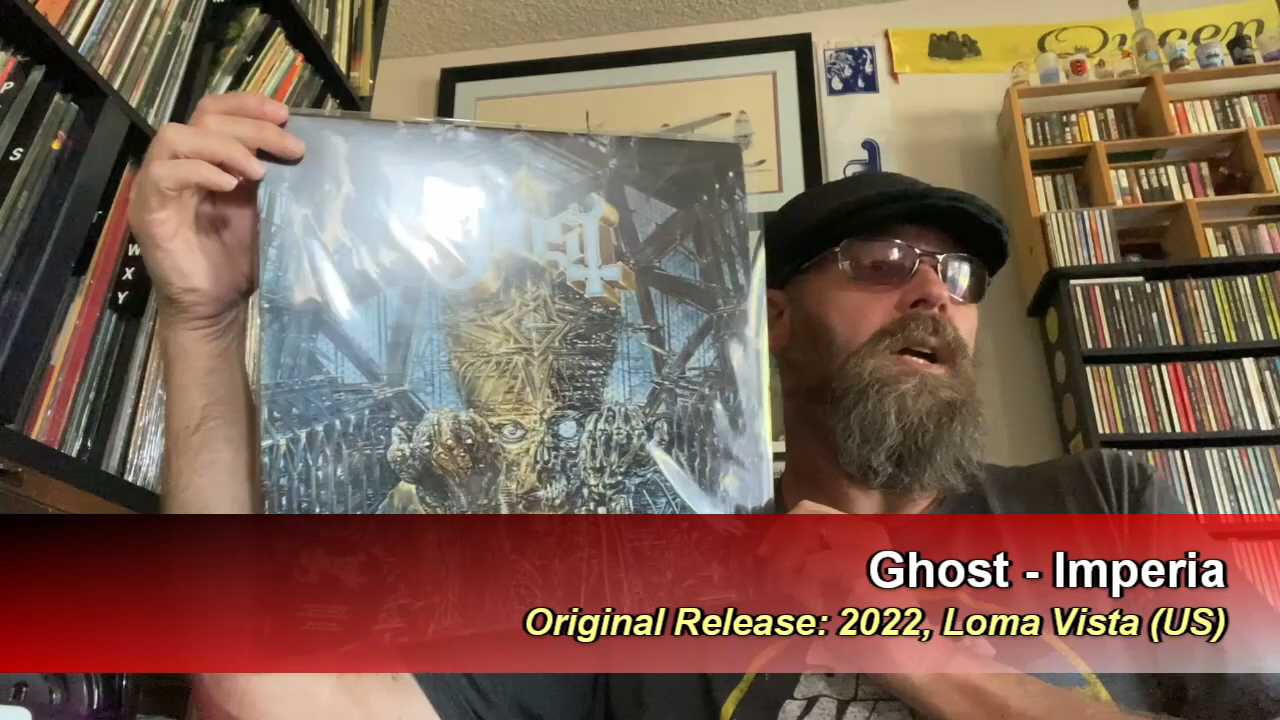 P
S
W
X
Y
Queen
Ghost
Ghost - Imperia
Original Release: 2022, Loma Vista (US)